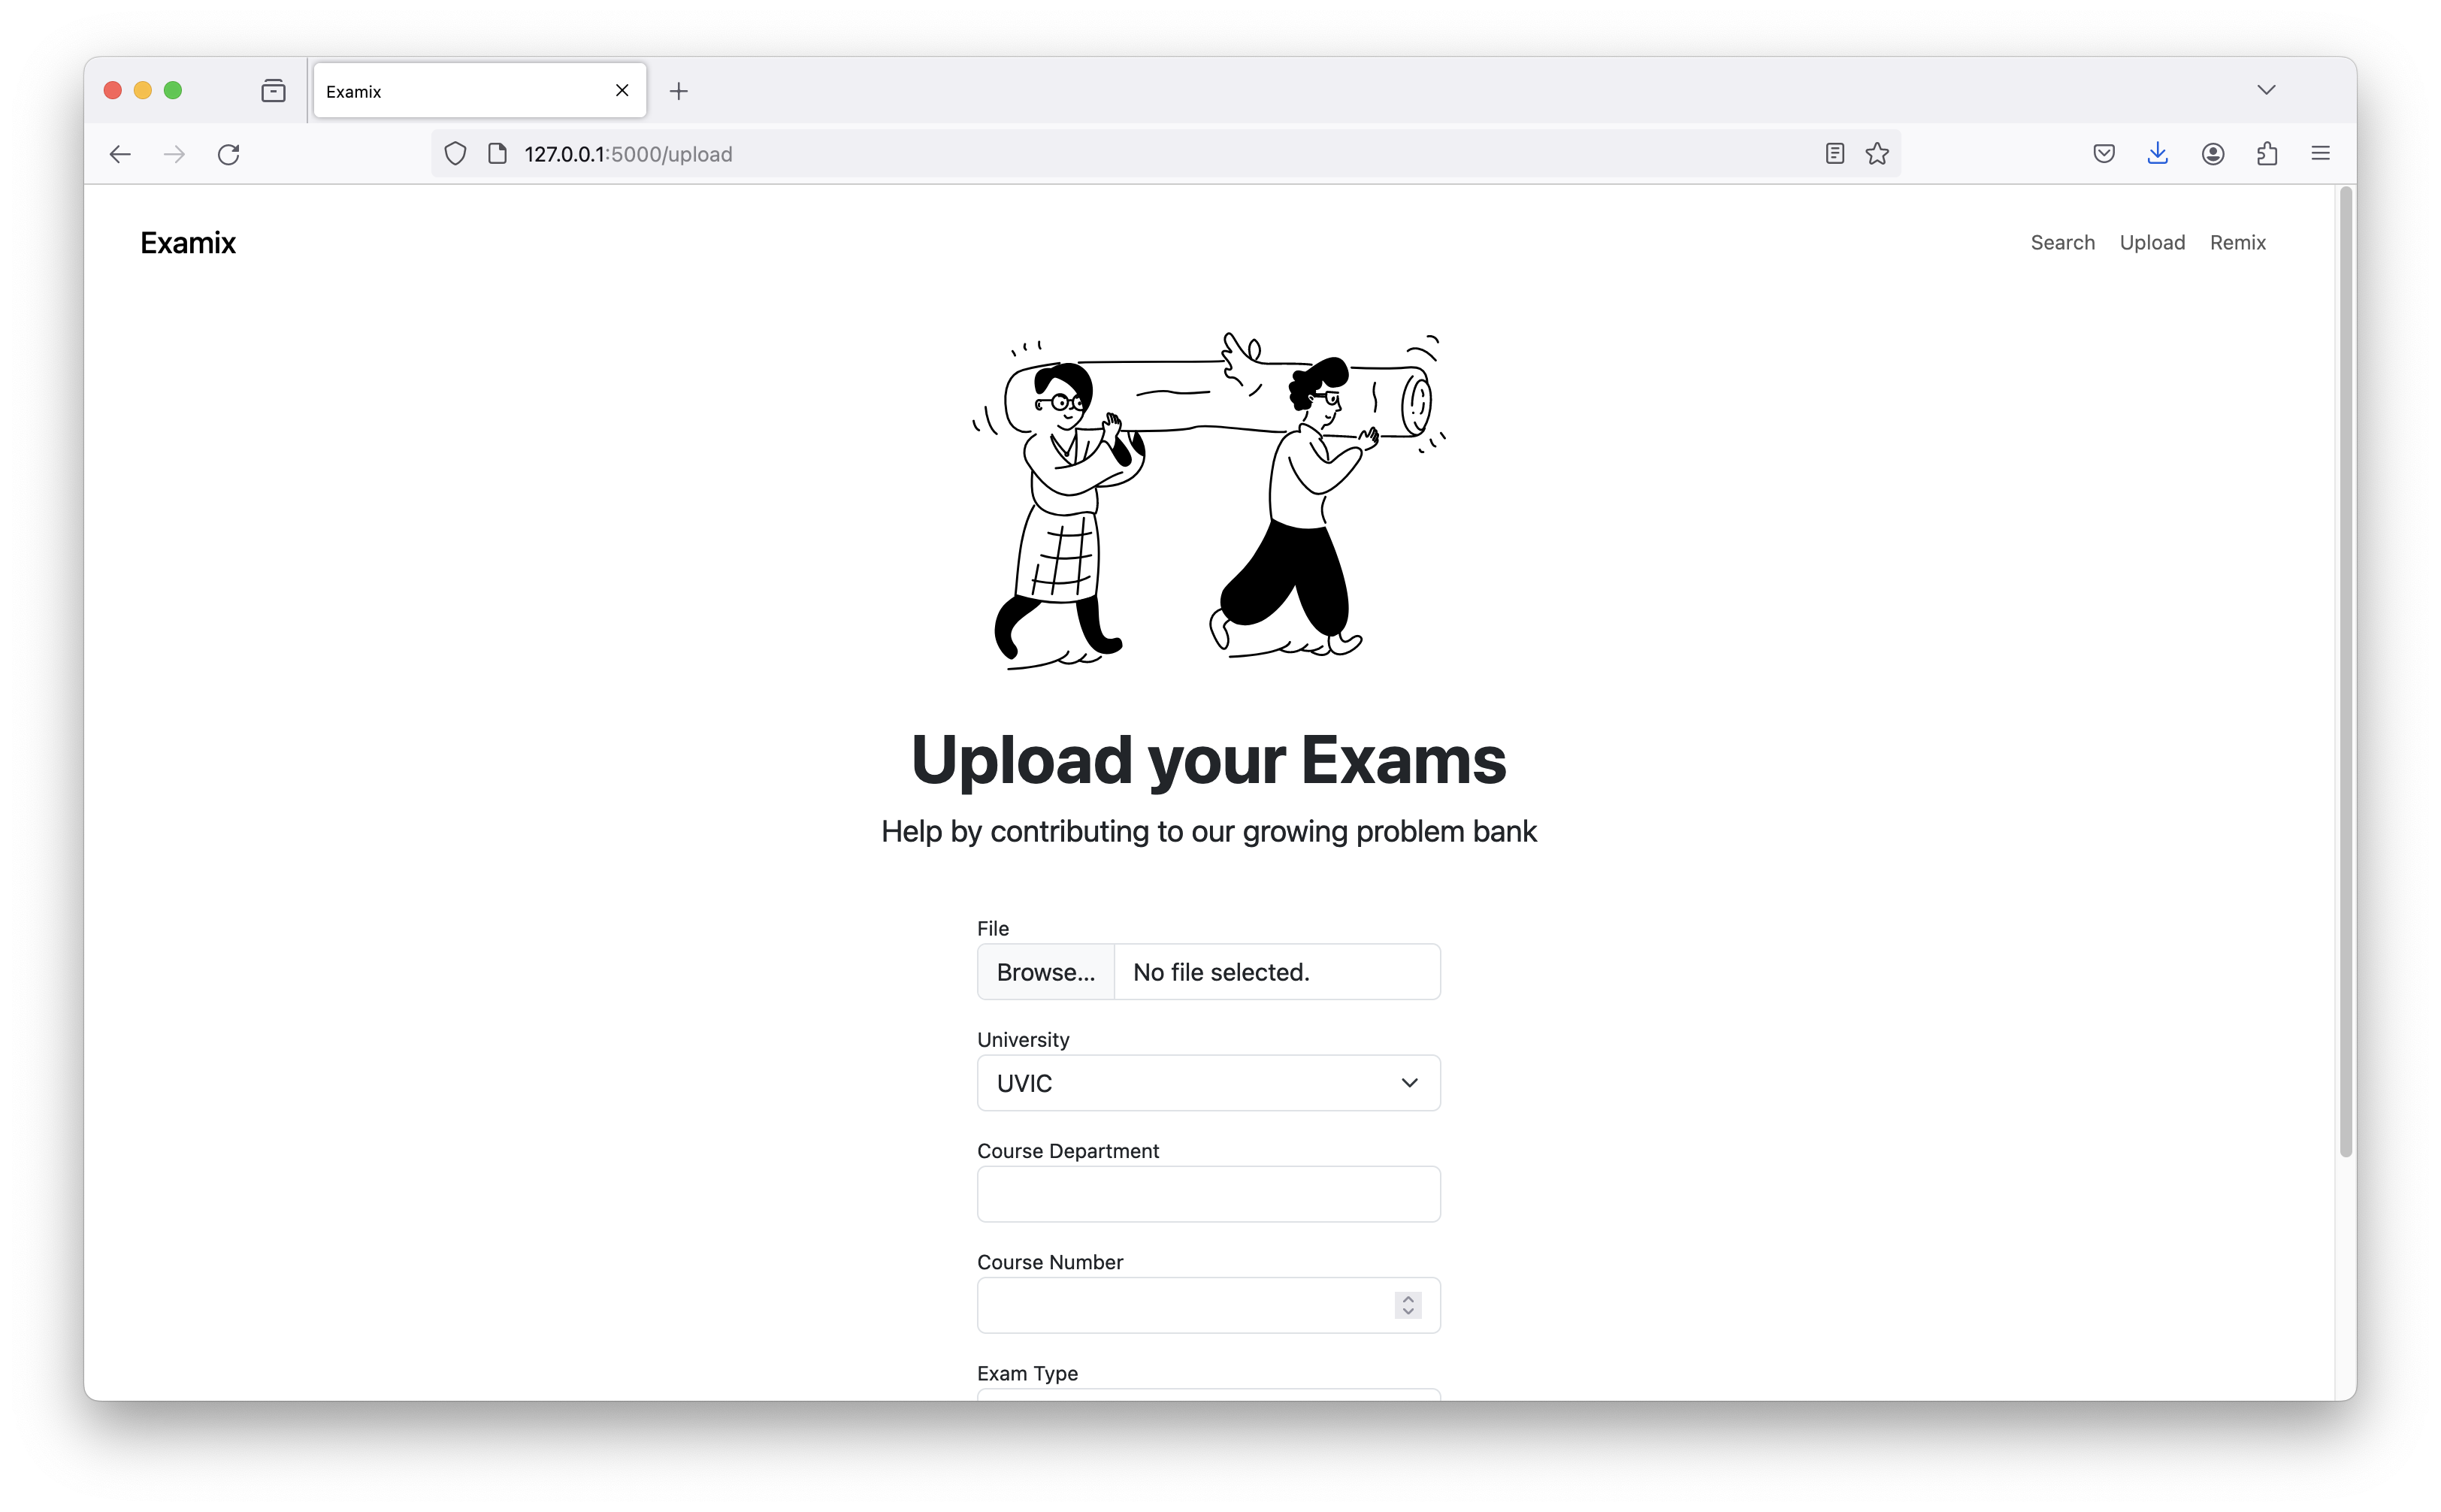 Examix
127.0.0.1:5000/upload
Examix
Search Upload Remix
Upload your Exams
Help by contributing to our growing problem bank
File
Browse... No file selected.
University
UVIC
Course Department
Course Number
Exam Type